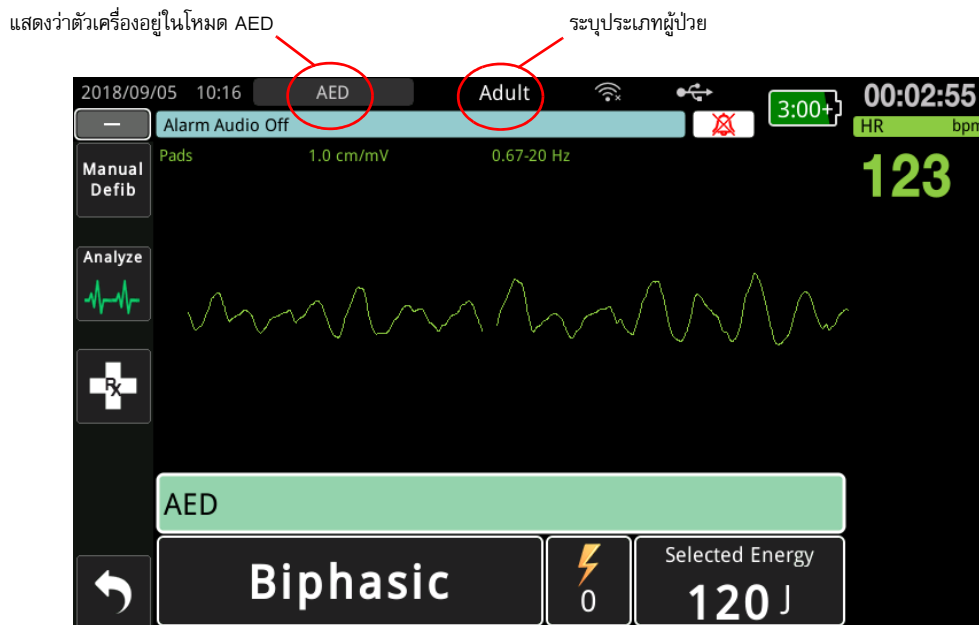 แสดงว่าตัวเครื่องอยู่ในโหมด AED
ระบุประเภทผู้ป่วย
2018/09/05 10:16 AED Adult 3:00+ 00:02:55
Alarm Audio Off HR bpm
Pads 1.0 cm/mV 0.67-20 Hz
123
Manual
Defib
Analyze
Rx
AED
Biphasic
0
Selected Energy
120 J